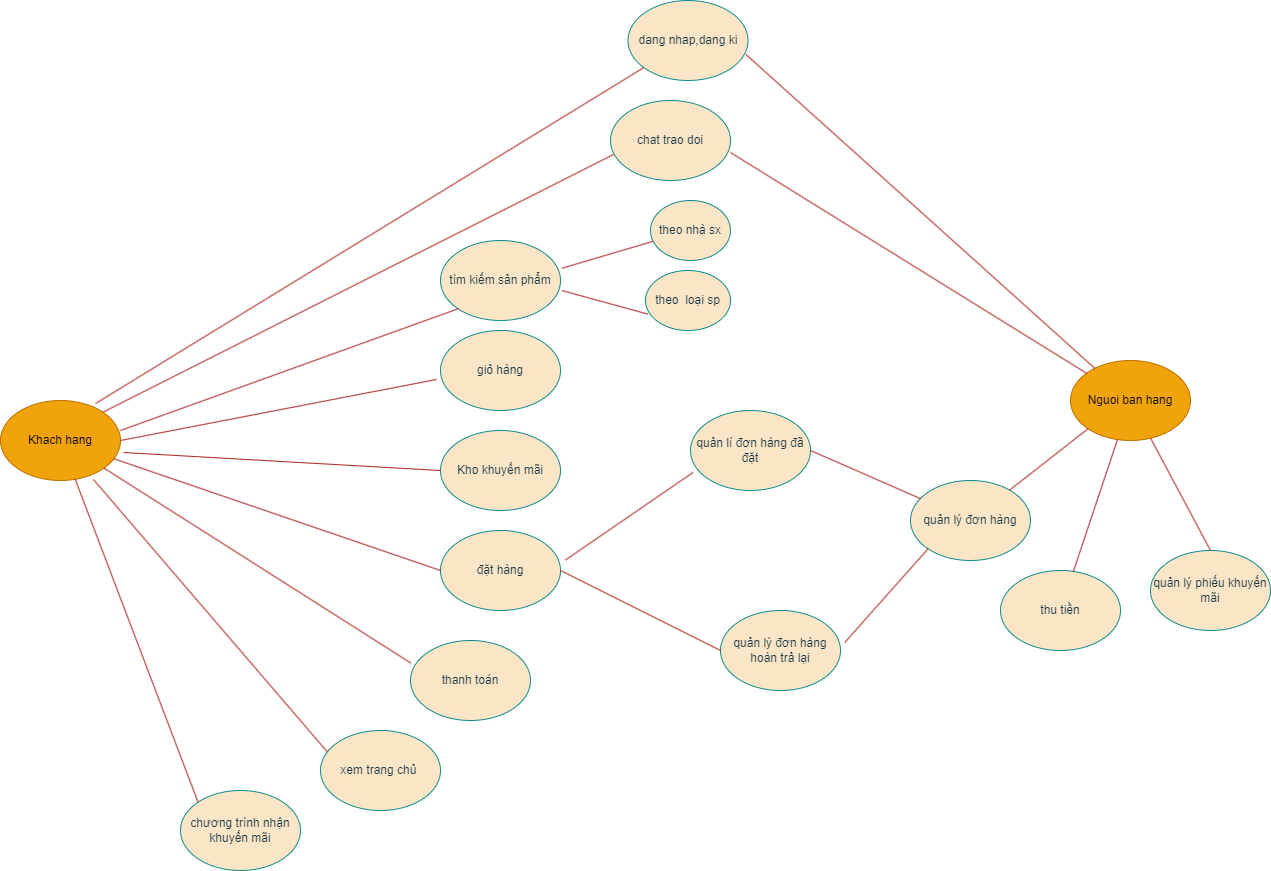 dang nhap,dang ki
chat trao doi
theo nhà sx
tìm kiếm sản phẩm
theo  loại sp
giỏ hàng
Nguoi ban hang
Khach hang
quản lí đơn hàng đã
đặt
Kho khuyến mãi
quản lý đơn hàng
đặt hàng
quản lý phiếu khuyến
mãi
thu tiền
quản lý đơn hàng
hoàn trả lại
thanh toán
xem trang chủ
chương trình nhận
khuyến mãi